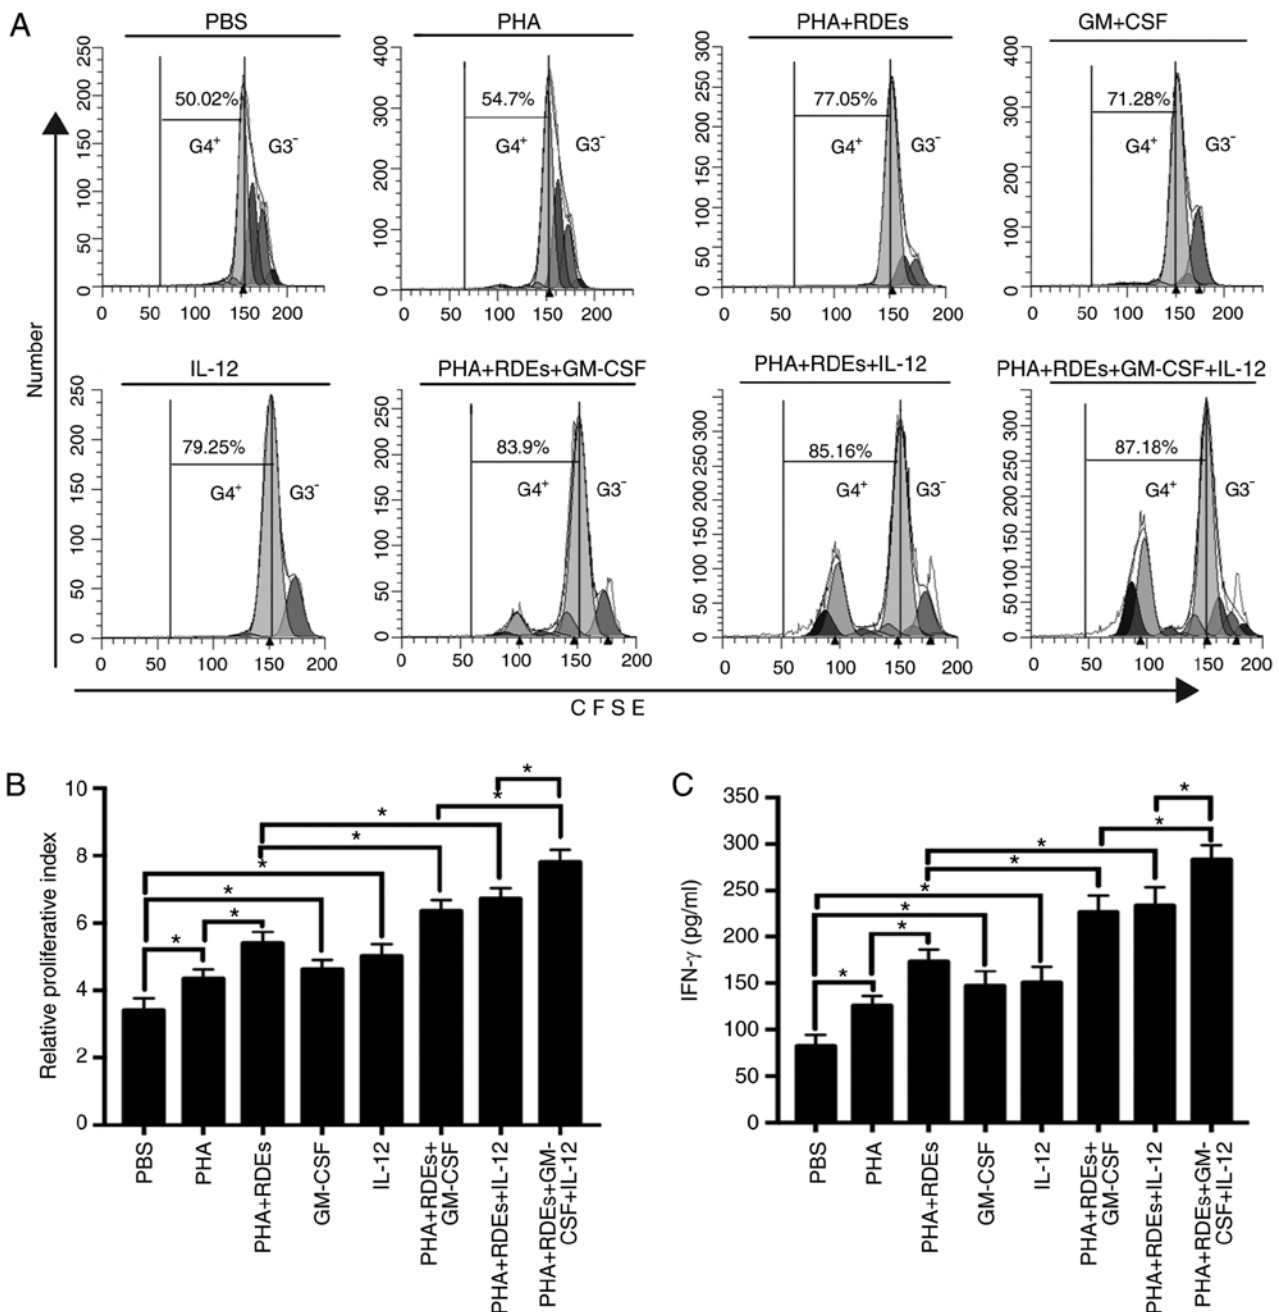 A
PBS
250
200
150
100
50
0
50.02%
G4⁺ G3⁻
0 50 100 150 200
PHA
400
300
200
100
0
54.7%
G4⁺ G3⁻
0 50 100 150 200
PHA+RDEs
300
250
200
150
100
50
0
77.05%
G4⁺ G3⁻
0 50 100 150 200
GM+CSF
400
300
200
100
0
71.28%
G4⁺ G3⁻
0 50 100 150 200
Number
IL-12
250
200
150
100
50
0
79.25%
G4⁺ G3⁻
0 50 100 150 200
PHA+RDEs+GM-CSF
250
200
150
100
50
0
83.9%
G4⁺ G3⁻
0 50 100 150 200
PHA+RDEs+IL-12
300
200
200
150
100
50
0
85.16%
G4⁺ G3⁻
0 50 100 150 200
PHA+RDEs+GM-CSF+IL-12
300
200
200
150
100
50
0
87.18%
G4⁺ G3⁻
0 50 100 150 200
C F S E
B
Relative proliferative index
10
8
6
4
2
0
* * * * * * * *
PBS
PHA
PHA+RDEs
GM-CSF
IL-12
PHA+RDEs+
GM-CSF
PHA+RDEs+IL-12
PHA+RDEs+GM-
CSF+IL-12
C
IFN-γ (pg/ml)
350
300
250
200
150
100
50
0
* * * * * * * *
PBS
PHA
PHA+RDEs
GM-CSF
IL-12
PHA+RDEs+
GM-CSF
PHA+RDEs+IL-12
PHA+RDEs+GM-
CSF+IL-12